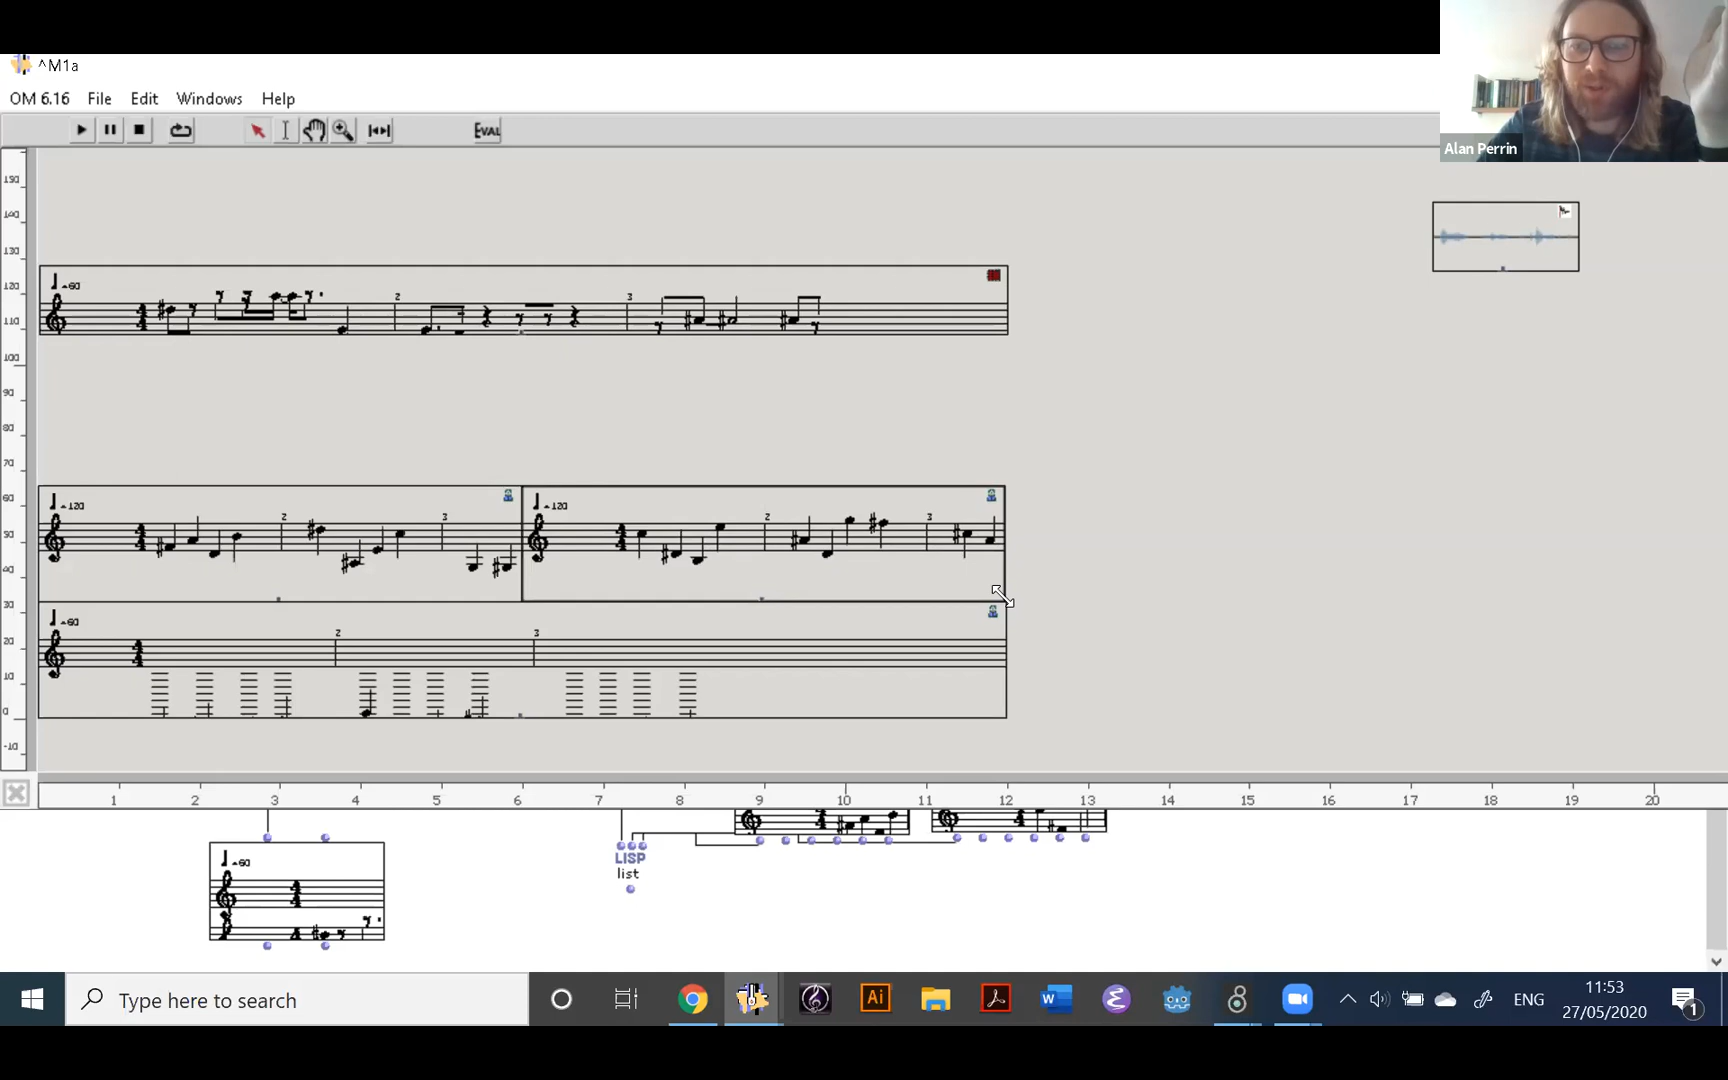 ^M1a
OM 6.16 File Edit Windows Help
EVAL
Alan Perrin
150
140
130
120
110
100
90
80
70
60
50
40
30
20
10
0
-10
=60
2 3
=120
2 3
=120
2 3
=60
2 3
1 2 3 4 5 6 7 8 9 10 11 12 13 14 15 16 17 18 19 20
=60
LISP
list
Type here to search
Ai
W
8
ENG
11:53
27/05/2020
1